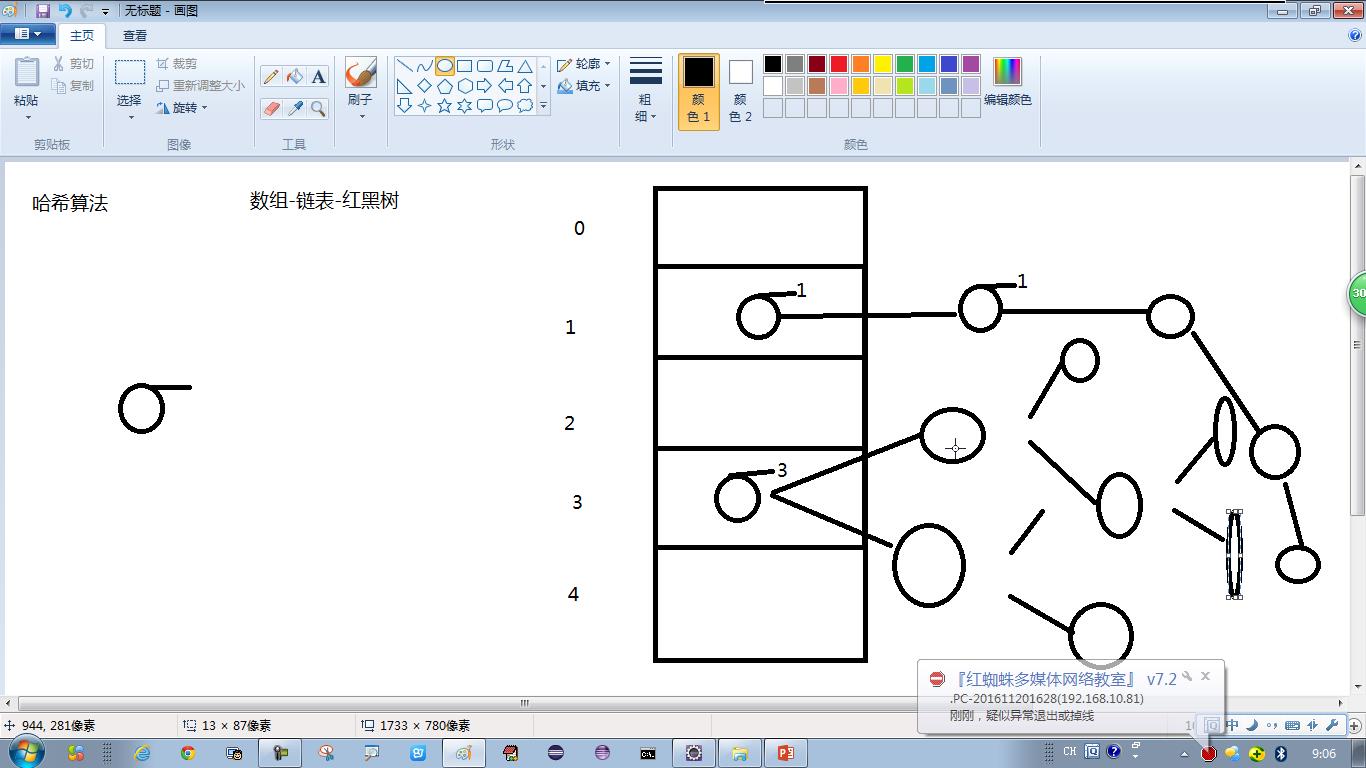 无标题 - 画图
主页
查看
粘贴
剪切
复制
剪贴板
选择
裁剪
重新调整大小
旋转
图像
A
工具
刷子
形状
轮廓
填充
粗
细
颜
色 1
颜
色 2
编辑颜色
颜色
哈希算法
数组-链表-红黑树
0
1
1
1
30
2
3
3
4
『红蜘蛛多媒体网络教室』 v7.2
.PC-201611201628(192.168.10.81)
刚刚，疑似异常退出或掉线
944, 281像素
13 × 87像素
1733 × 780像素
中
CH
9:06